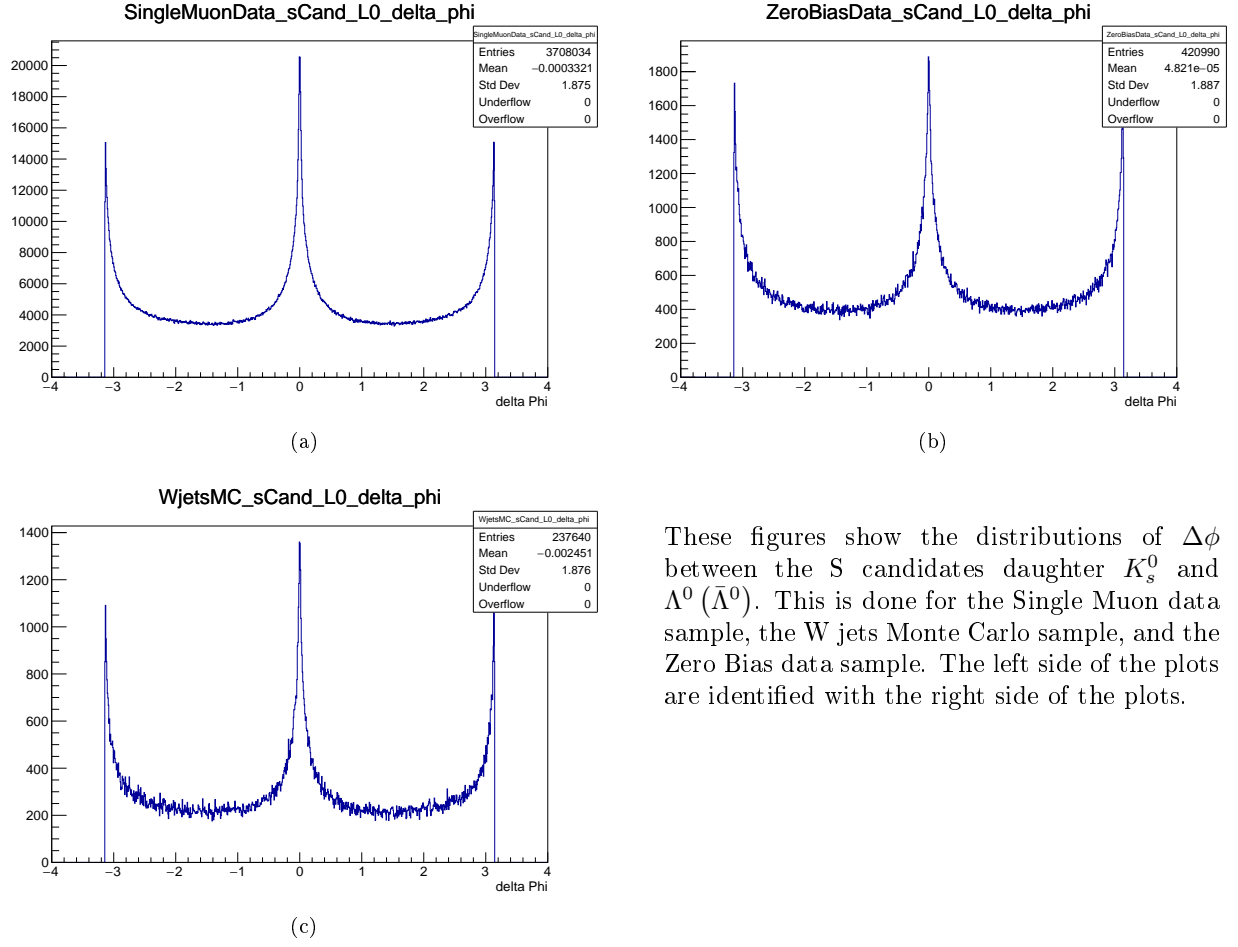 SingleMuonData_sCand_L0_delta_phi
SingleMuonData_sCand_L0_delta_phi
Entries 3708034
Mean −0.0003321
Std Dev 1.875
Underflow 0
Overflow 0
20000
18000
16000
14000
12000
10000
8000
6000
4000
2000
0
−4 −3 −2 −1 0 1 2 3 4
delta Phi
(a)
ZeroBiasData_sCand_L0_delta_phi
ZeroBiasData_sCand_L0_delta_phi
Entries 420990
Mean 4.821e−05
Std Dev 1.887
Underflow 0
Overflow 0
1800
1600
1400
1200
1000
800
600
400
200
0
−4 −3 −2 −1 0 1 2 3 4
delta Phi
(b)
WjetsMC_sCand_L0_delta_phi
WjetsMC_sCand_L0_delta_phi
Entries 237640
Mean −0.002451
Std Dev 1.876
Underflow 0
Overflow 0
1400
1200
1000
800
600
400
200
0
−4 −3 −2 −1 0 1 2 3 4
delta Phi
(c)
These figures show the distributions of Δϕ
between the S candidates daughter K_s^0 and
Λ^0 (Λ̄^0). This is done for the Single Muon data
sample, the W jets Monte Carlo sample, and the
Zero Bias data sample. The left side of the plots
are identified with the right side of the plots.